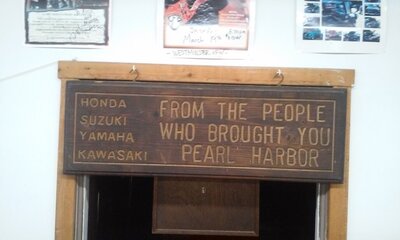 HONDA
SUZUKI
YAMAHA
KAWASAKI
FROM THE PEOPLE
WHO BROUGHT YOU
PEARL HARBOR